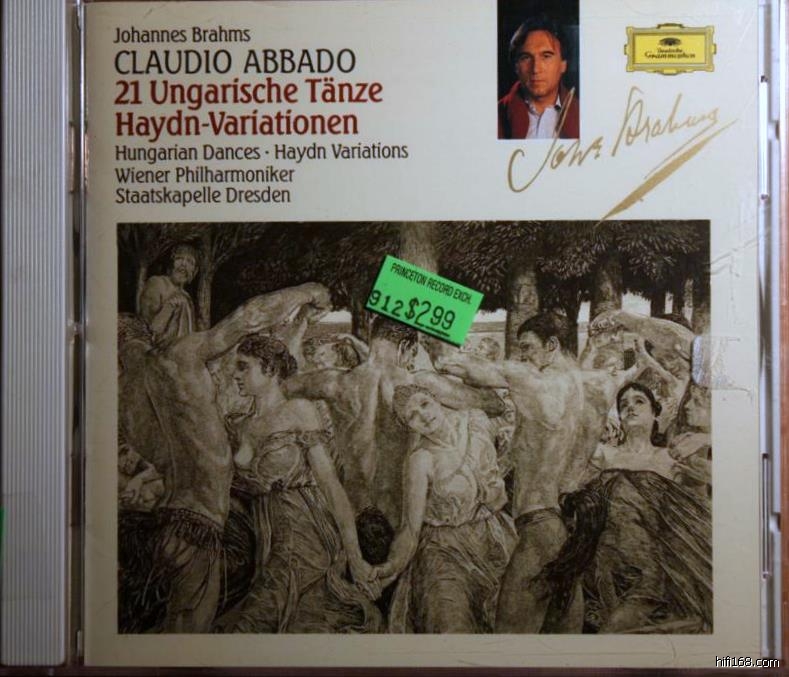 Johannes Brahms
CLAUDIO ABBADO
21 Ungarische Tänze
Haydn-Variationen
Hungarian Dances · Haydn Variations
Wiener Philharmoniker
Staatskapelle Dresden
Deutsche
Grammophon
Joh. Brahms
PRINCETON RECORD EXCH.
912$2.99
hifi168.com